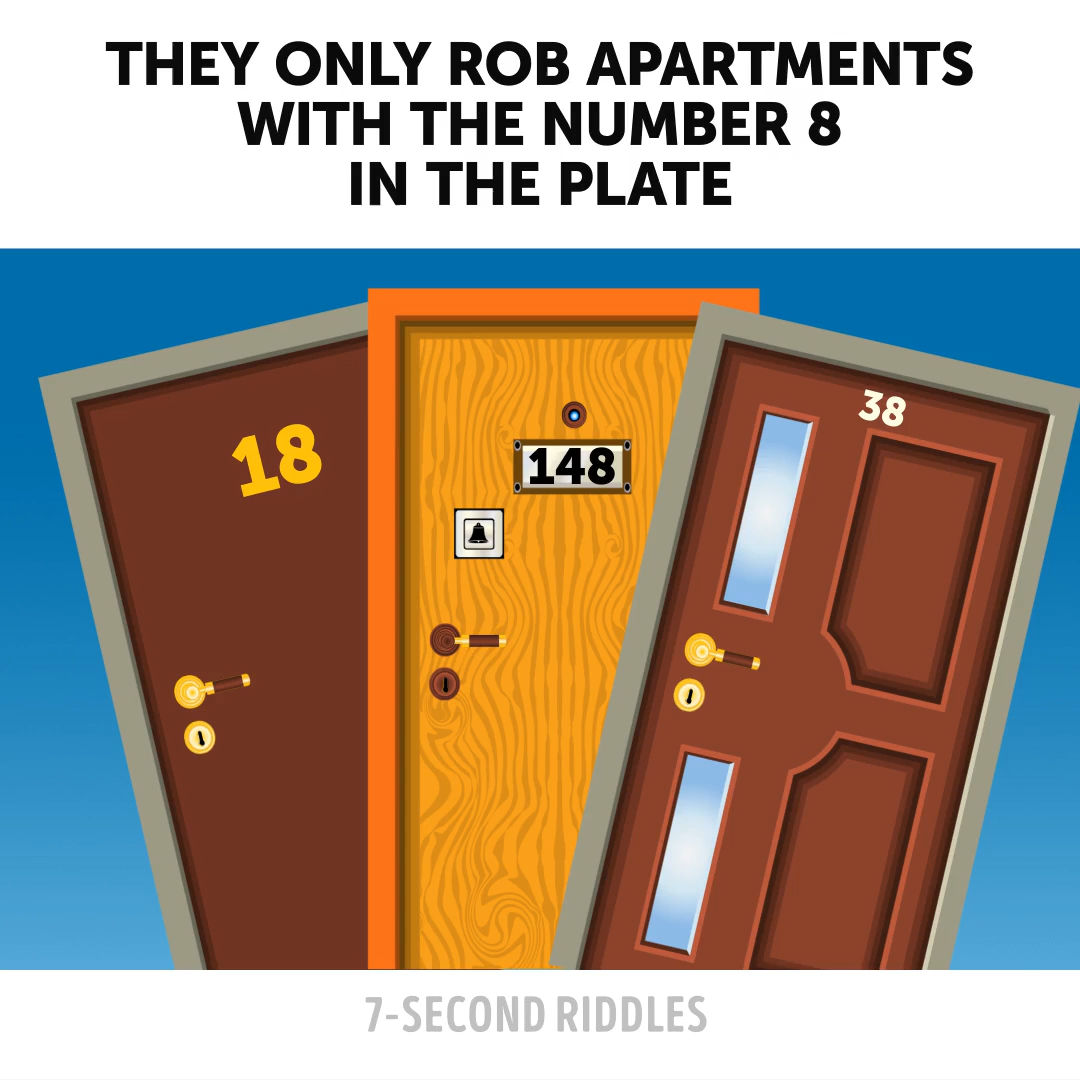 THEY ONLY ROB APARTMENTS
WITH THE NUMBER 8
IN THE PLATE
18
148
38
7-SECOND RIDDLES